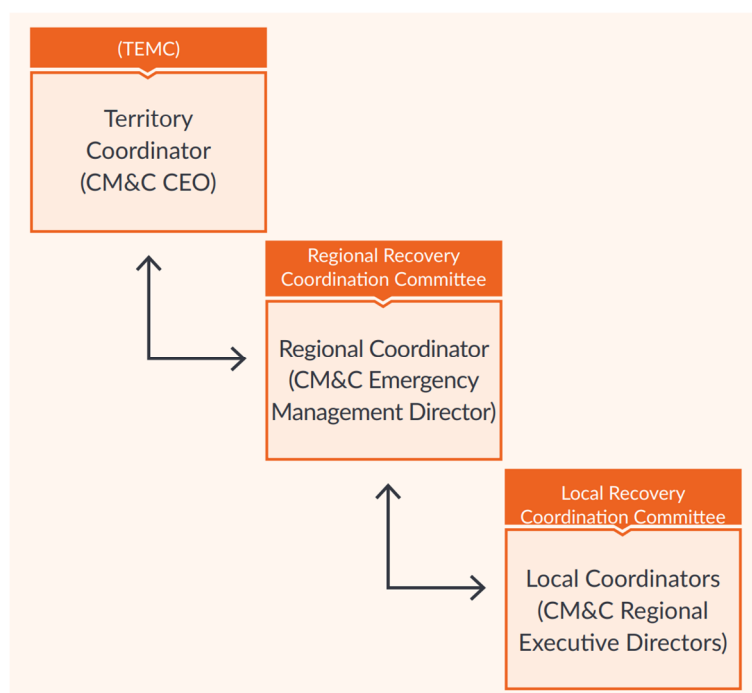 (TEMC)
Territory
Coordinator
(CM&C CEO)
Regional Recovery
Coordination Committee
Regional Coordinator
(CM&C Emergency
Management Director)
Local Recovery
Coordination Committee
Local Coordinators
(CM&C Regional
Executive Directors)